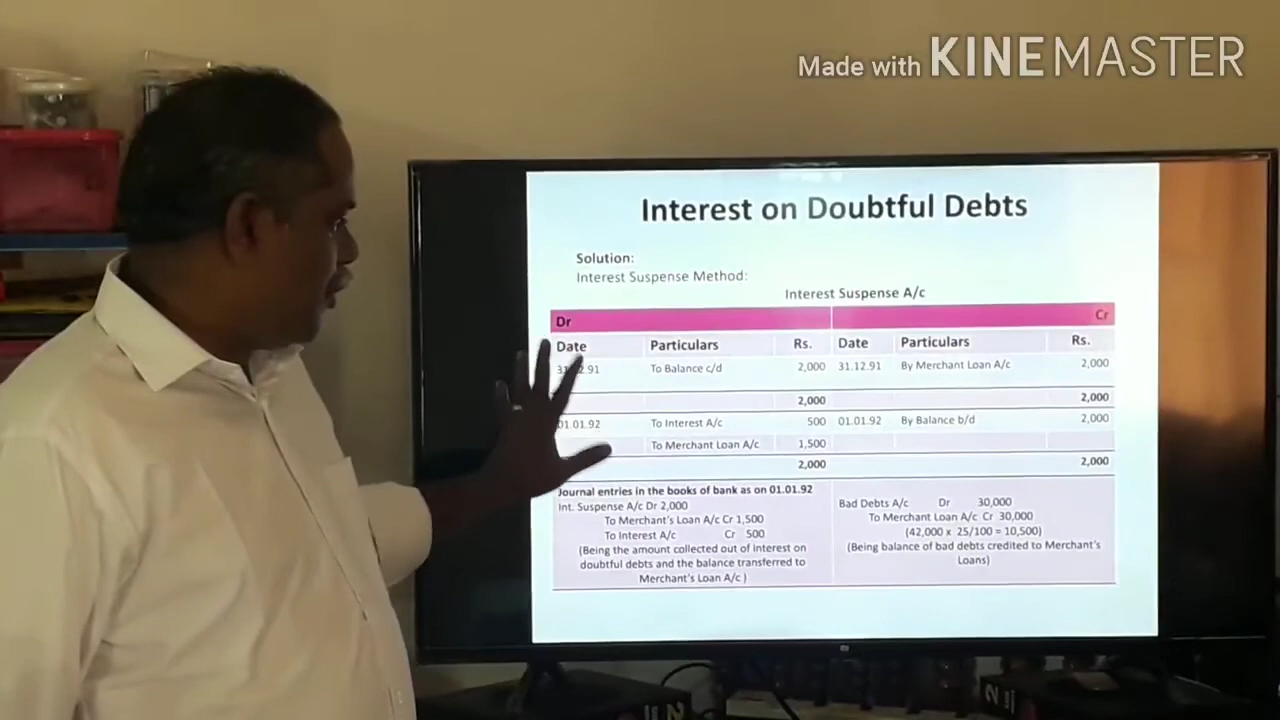 Made with KINEMASTER
Interest on Doubtful Debts
Solution:
Interest Suspense Method:
Interest Suspense A/c
Dr Cr
Date Particulars Rs. Date Particulars Rs.
To Balance c/d 2,000 31.12.91 By Merchant Loan A/c 2,000
2,000 2,000
01.01.92 To Interest A/c 500 01.01.92 By Balance b/d 2,000
To Merchant Loan A/c 1,500
2,000 2,000
Journal entries in the books of bank as on 01.01.92
Int. Suspense A/c Dr 2,000
To Merchant's Loan A/c Cr 1,500
To Interest A/c Cr 500
(Being the amount collected out of interest on
doubtful debts and the balance transferred to
Merchant's Loan A/c )
Bad Debts A/c Dr 30,000
To Merchant Loan A/c Cr 30,000
(42,000 x 25/100 = 10,500)
(Being balance of bad debts credited to Merchant's
Loans)